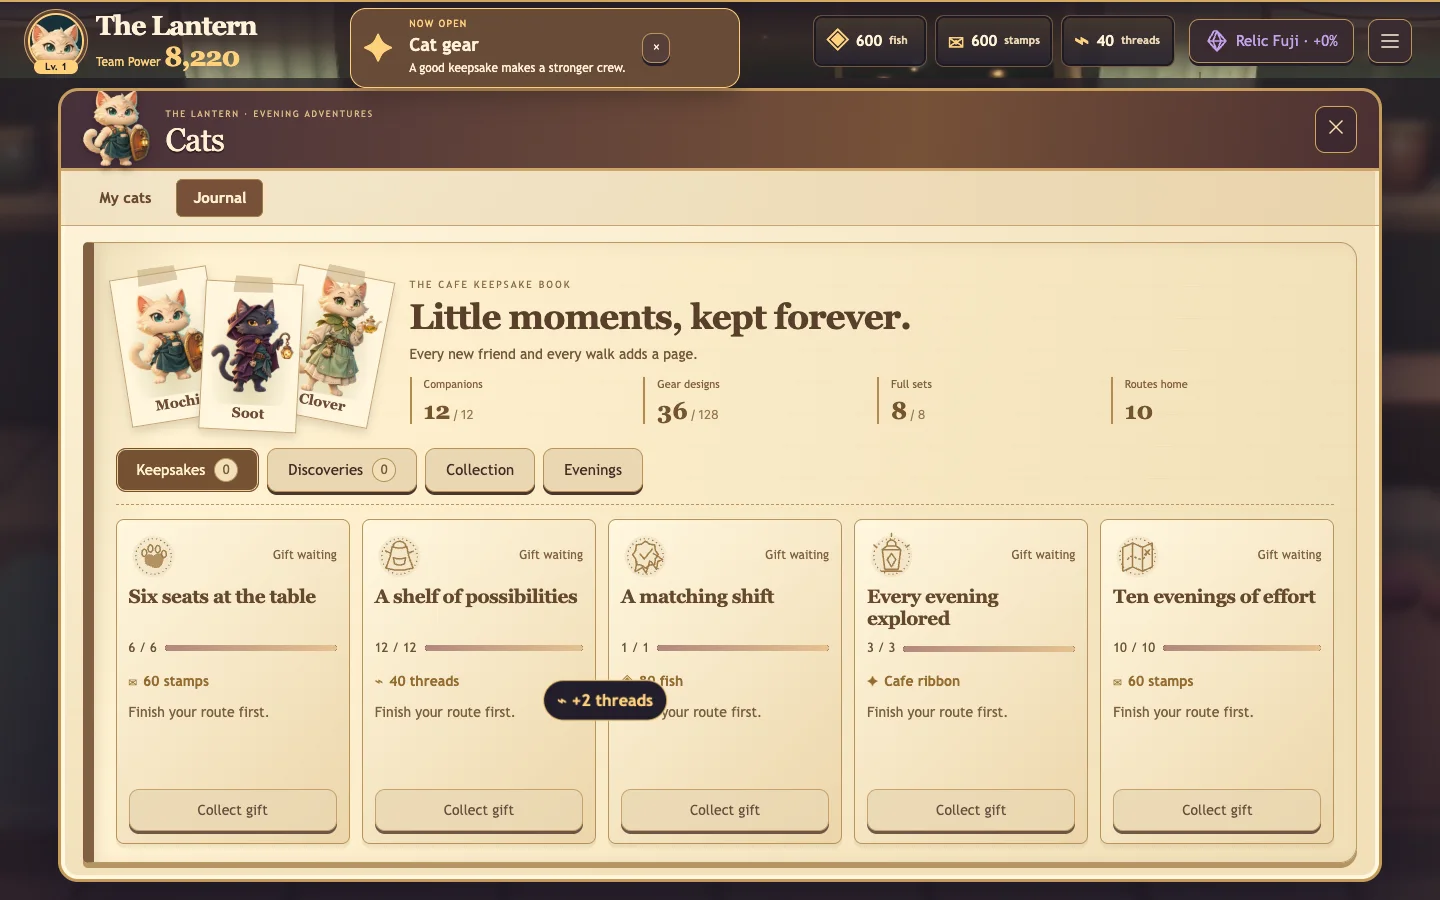 The Lantern
Team Power 8,220
Lv. 1
NOW OPEN
Cat gear
A good keepsake makes a stronger crew.
×
600 fish
600 stamps
40 threads
Relic Fuji · +0%
THE LANTERN · EVENING ADVENTURES
Cats
My cats
Journal
Mochi
Soot
Clover
THE CAFE KEEPSAKE BOOK
Little moments, kept forever.
Every new friend and every walk adds a page.
Companions
12 / 12
Gear designs
36 / 128
Full sets
8 / 8
Routes home
10
Keepsakes 0
Discoveries 0
Collection
Evenings
Gift waiting
Six seats at the table
6 / 6
60 stamps
Finish your route first.
Collect gift
Gift waiting
A shelf of possibilities
12 / 12
40 threads
Finish your route first.
Collect gift
Gift waiting
A matching shift
1 / 1
fish
your route first.
Collect gift
+2 threads
Gift waiting
Every evening
explored
3 / 3
Cafe ribbon
Finish your route first.
Collect gift
Gift waiting
Ten evenings of effort
10 / 10
60 stamps
Finish your route first.
Collect gift